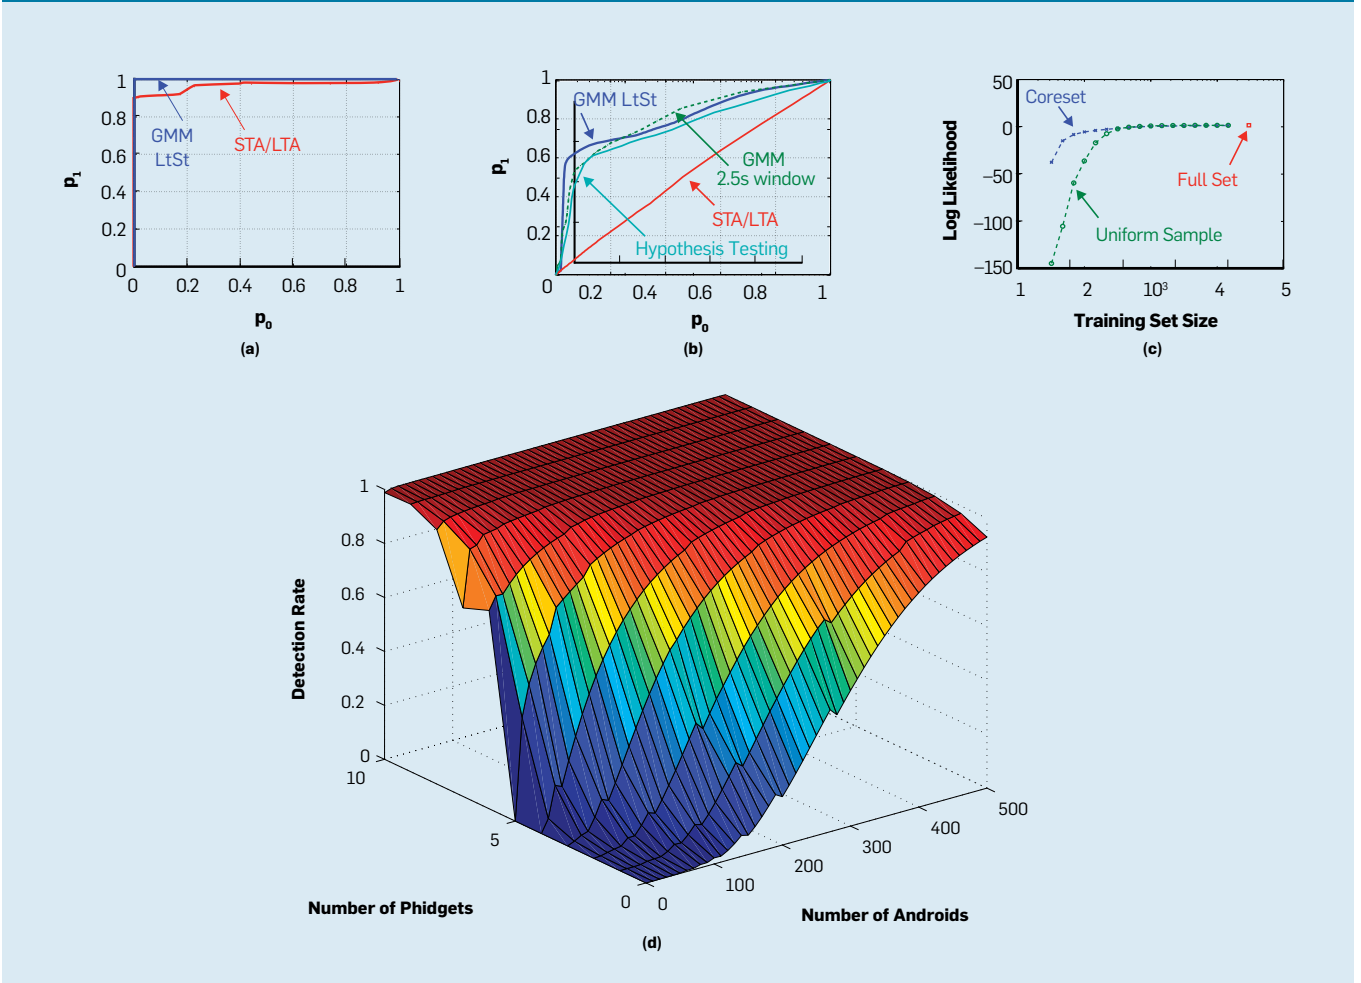 1
0.8
0.6
0.4
0.2
0
p1
GMM
LtSt
STA/LTA
0 0.2 0.4 0.6 0.8 1
p0
(a)
1
0.8
0.6
0.4
0.2
p1
GMM LtSt
GMM
2.5s window
STA/LTA
Hypothesis Testing
0 0.2 0.4 0.6 0.8 1
p0
(b)
50
0
−50
−100
−150
Log Likelihood
Coreset
Full Set
Uniform Sample
1 2 10³ 4 5
Training Set Size
(c)
1
0.8
0.6
0.4
0.2
0
Detection Rate
10
5
0
Number of Phidgets
0
100
200
300
400
500
Number of Androids
(d)